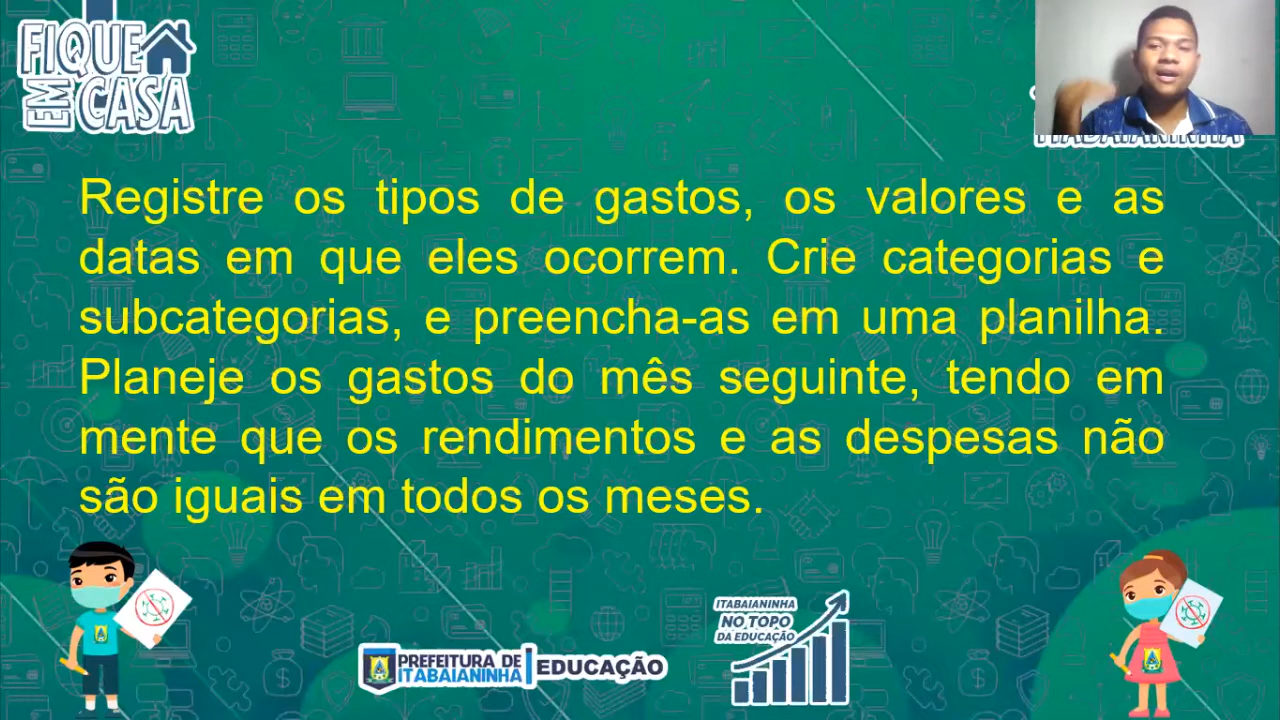 FIQUE
EM CASA
Registre os tipos de gastos, os valores e as
datas em que eles ocorrem. Crie categorias e
subcategorias, e preencha-as em uma planilha.
Planeje os gastos do mês seguinte, tendo em
mente que os rendimentos e as despesas não
são iguais em todos os meses.
PREFEITURA DE
ITABAIANINHA
EDUCAÇÃO
ITABAIANINHA
NO TOPO
DA EDUCAÇÃO